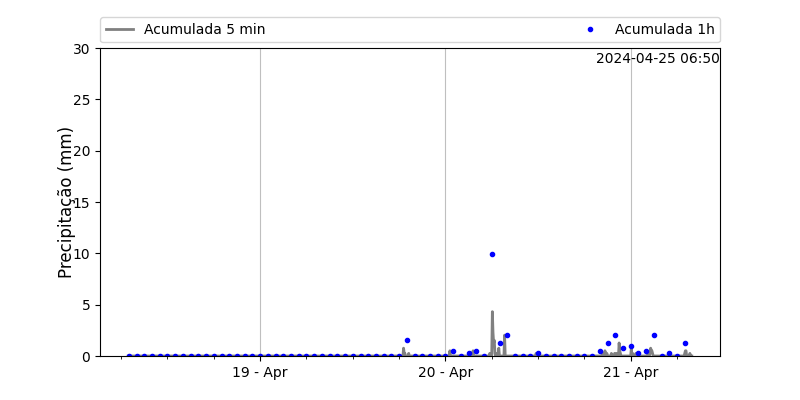 Acumulada 5 min
Acumulada 1h
2024-04-25 06:50
Precipitação (mm)
30
25
20
15
10
5
0
19 - Apr
20 - Apr
21 - Apr